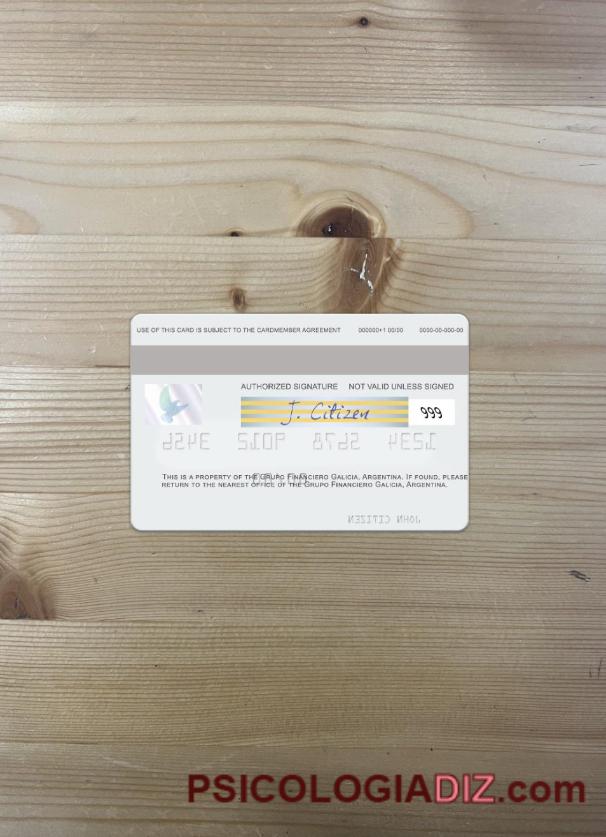 USE OF THIS CARD IS SUBJECT TO THE CARDMEMBER AGREEMENT 000000+1 00/00 0000-00-000-00
AUTHORIZED SIGNATURE NOT VALID UNLESS SIGNED
J. Citizen 999
THIS IS A PROPERTY OF THE GRUPO FINANCIERO GALICIA, ARGENTINA. IF FOUND, PLEASE
RETURN TO THE NEAREST OFFICE OF THE GRUPO FINANCIERO GALICIA, ARGENTINA.
JOHN CITIZEN
PSICOLOGIADIZ.com